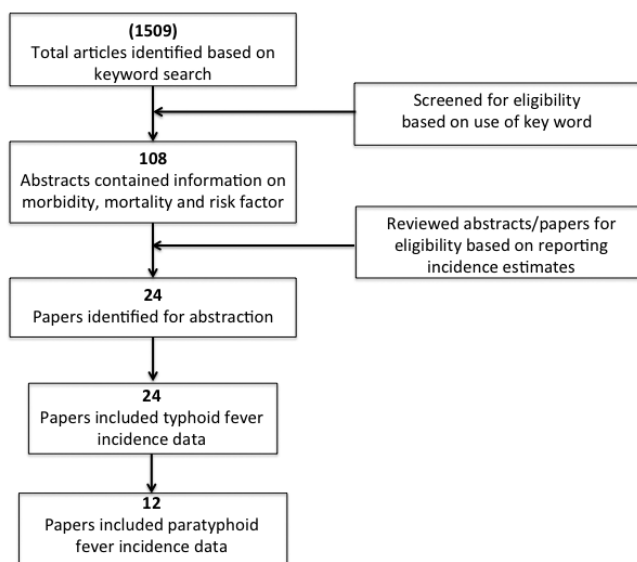 (1509)
Total articles identified based on
keyword search
Screened for eligibility
based on use of key word
108
Abstracts contained information on
morbidity, mortality and risk factor
Reviewed abstracts/papers for
eligibility based on reporting
incidence estimates
24
Papers identified for abstraction
24
Papers included typhoid fever
incidence data
12
Papers included paratyphoid
fever incidence data